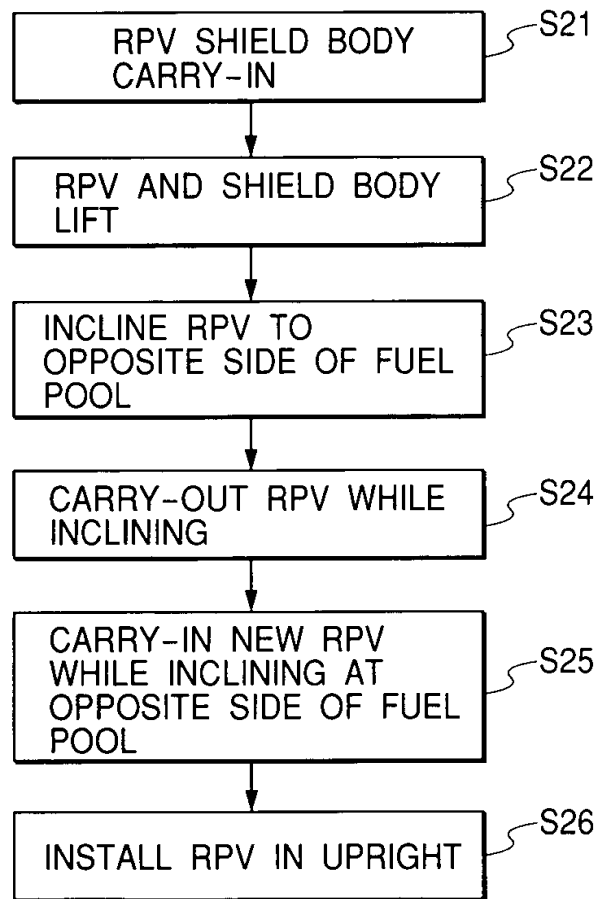 RPV SHIELD BODY
CARRY-IN
S21
RPV AND SHIELD BODY
LIFT
S22
INCLINE RPV TO
OPPOSITE SIDE OF FUEL
POOL
S23
CARRY-OUT RPV WHILE
INCLINING
S24
CARRY-IN NEW RPV
WHILE INCLINING AT
OPPOSITE SIDE OF FUEL
POOL
S25
INSTALL RPV IN UPRIGHT
S26